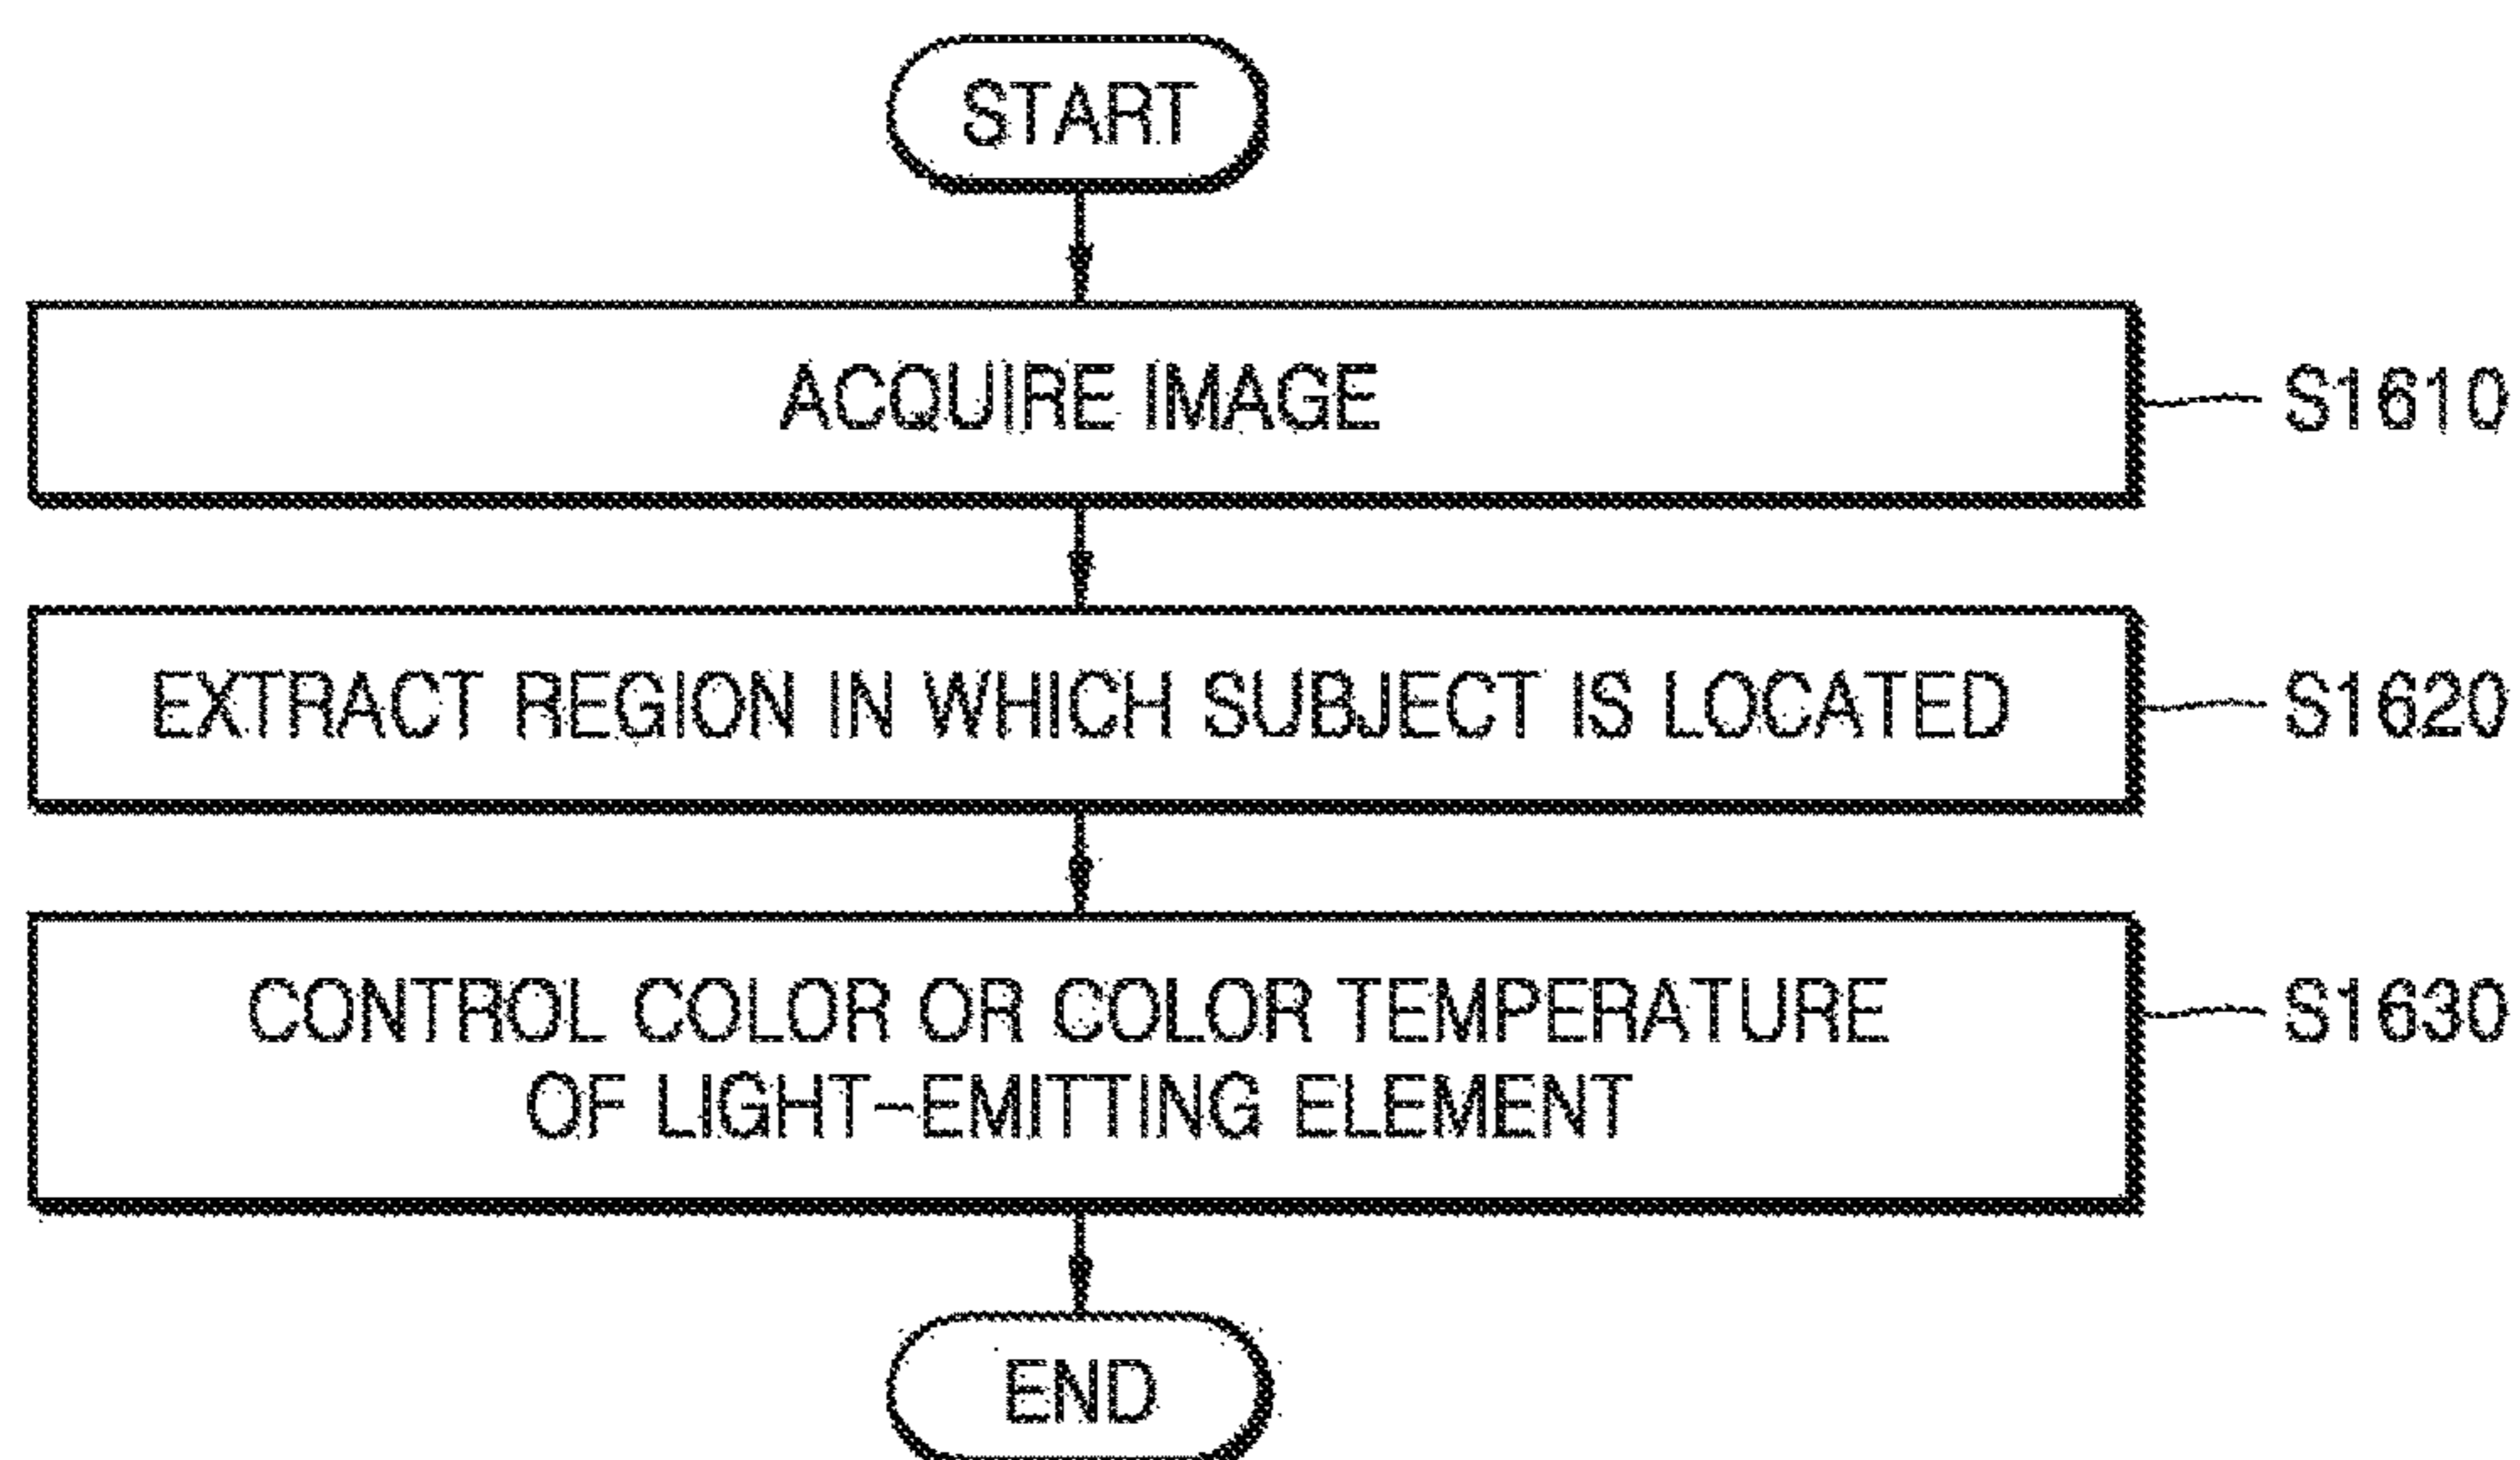 START
ACQUIRE IMAGE
S1610
EXTRACT REGION IN WHICH SUBJECT IS LOCATED
S1620
CONTROL COLOR OR COLOR TEMPERATURE
OF LIGHT-EMITTING ELEMENT
S1630
END